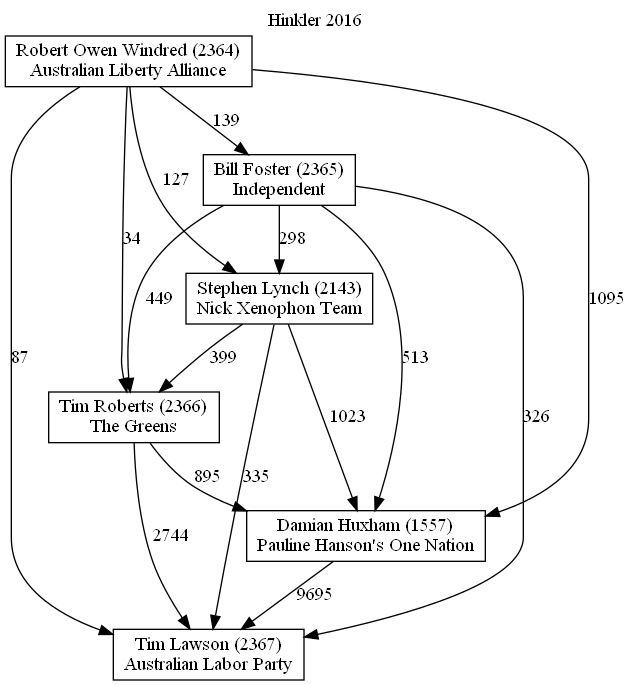 Hinkler 2016
Robert Owen Windred (2364)
Australian Liberty Alliance
139
Bill Foster (2365)
Independent
127
34
298
Stephen Lynch (2143)
Nick Xenophon Team
449
1095
87
399
513
Tim Roberts (2366)
The Greens
1023
326
895
335
Damian Huxham (1557)
Pauline Hanson's One Nation
2744
9695
Tim Lawson (2367)
Australian Labor Party